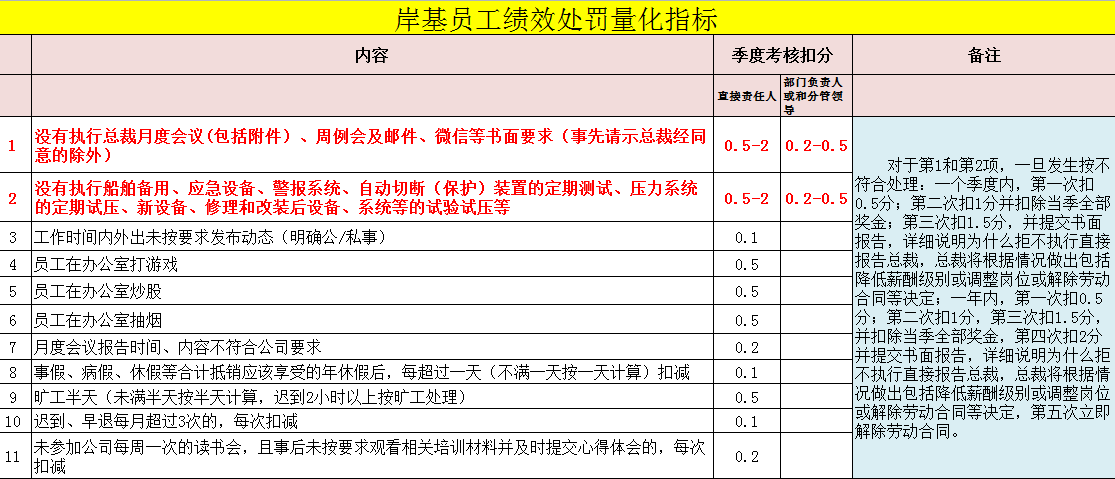 岸基员工绩效处罚量化指标
内容
季度考核扣分
备注
直接责任人
部门负责人
或和分管领
导
1
没有执行总裁月度会议(包括附件）、周例会及邮件、微信等书面要求（事先请示总裁经同
意的除外）
0.5-2
0.2-0.5
2
没有执行船舶备用、应急设备、警报系统、自动切断（保护）装置的定期测试、压力系统
的定期试压、新设备、修理和改装后设备、系统等的试验试压等
0.5-2
0.2-0.5
3
工作时间内外出未按要求发布动态（明确公/私事）
0.1
4
员工在办公室打游戏
0.5
5
员工在办公室炒股
0.5
6
员工在办公室抽烟
0.5
7
月度会议报告时间、内容不符合公司要求
0.2
8
事假、病假、休假等合计抵销应该享受的年休假后，每超过一天（不满一天按一天计算）扣减
0.1
9
旷工半天（未满半天按半天计算，迟到2小时以上按旷工处理）
0.5
10
迟到、早退每月超过3次的，每次扣减
0.1
11
未参加公司每周一次的读书会，且事后未按要求观看相关培训材料并及时提交心得体会的，每次
扣减
0.2
对于第1和第2项，一旦发生按不
符合处理：一个季度内，第一次扣
0.5分；第二次扣1分并扣除当季全部
奖金；第三次扣1.5分，并提交书面
报告，详细说明为什么拒不执行直接
报告总裁，总裁将根据情况做出包括
降低薪酬级别或调整岗位或解除劳动
合同等决定；一年内，第一次扣0.5
分；第二次扣1分，第三次扣1.5分，
并扣除当季全部奖金，第四次扣2分
并提交书面报告，详细说明为什么拒
不执行直接报告总裁，总裁将根据情
况做出包括降低薪酬级别或调整岗位
或解除劳动合同等决定，第五次立即
解除劳动合同。